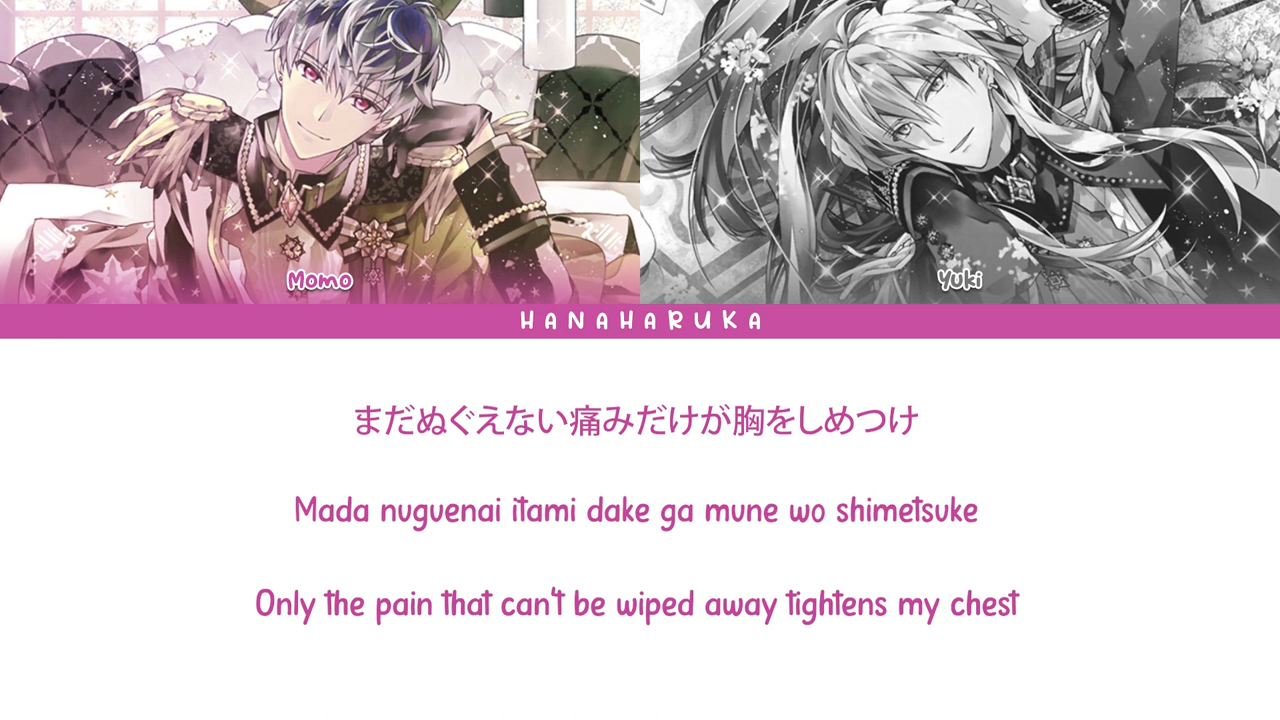 Momo
Yuki
HANAHARUKA
まだぬぐえない痛みだけが胸をしめつけ
Mada nuguenai itami dake ga mune wo shimetsuke
Only the pain that can't be wiped away tightens my chest